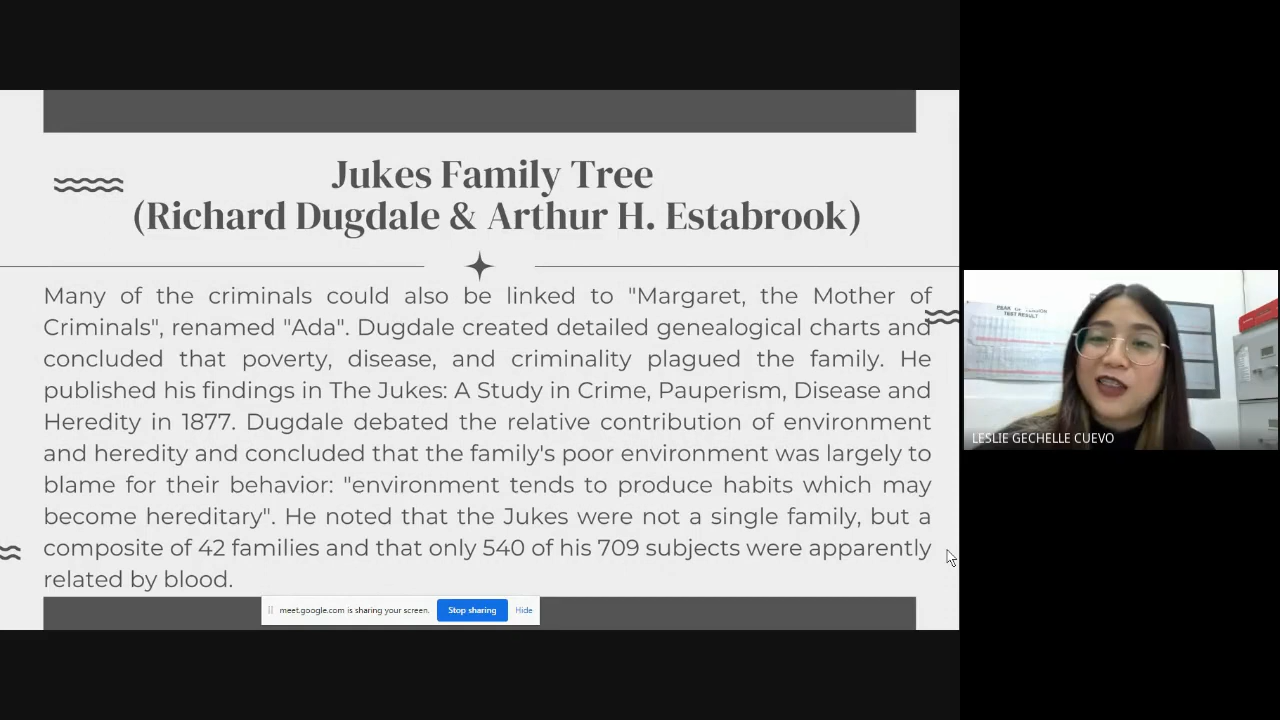 Jukes Family Tree
(Richard Dugdale & Arthur H. Estabrook)
Many of the criminals could also be linked to "Margaret, the Mother of
Criminals", renamed "Ada". Dugdale created detailed genealogical charts and
concluded that poverty, disease, and criminality plagued the family. He
published his findings in The Jukes: A Study in Crime, Pauperism, Disease and
Heredity in 1877. Dugdale debated the relative contribution of environment
and heredity and concluded that the family's poor environment was largely to
blame for their behavior: "environment tends to produce habits which may
become hereditary". He noted that the Jukes were not a single family, but a
composite of 42 families and that only 540 of his 709 subjects were apparently
related by blood.
meet.google.com is sharing your screen.
Stop sharing
Hide
TEST RESULT
LESLIE GECHELLE CUEVO